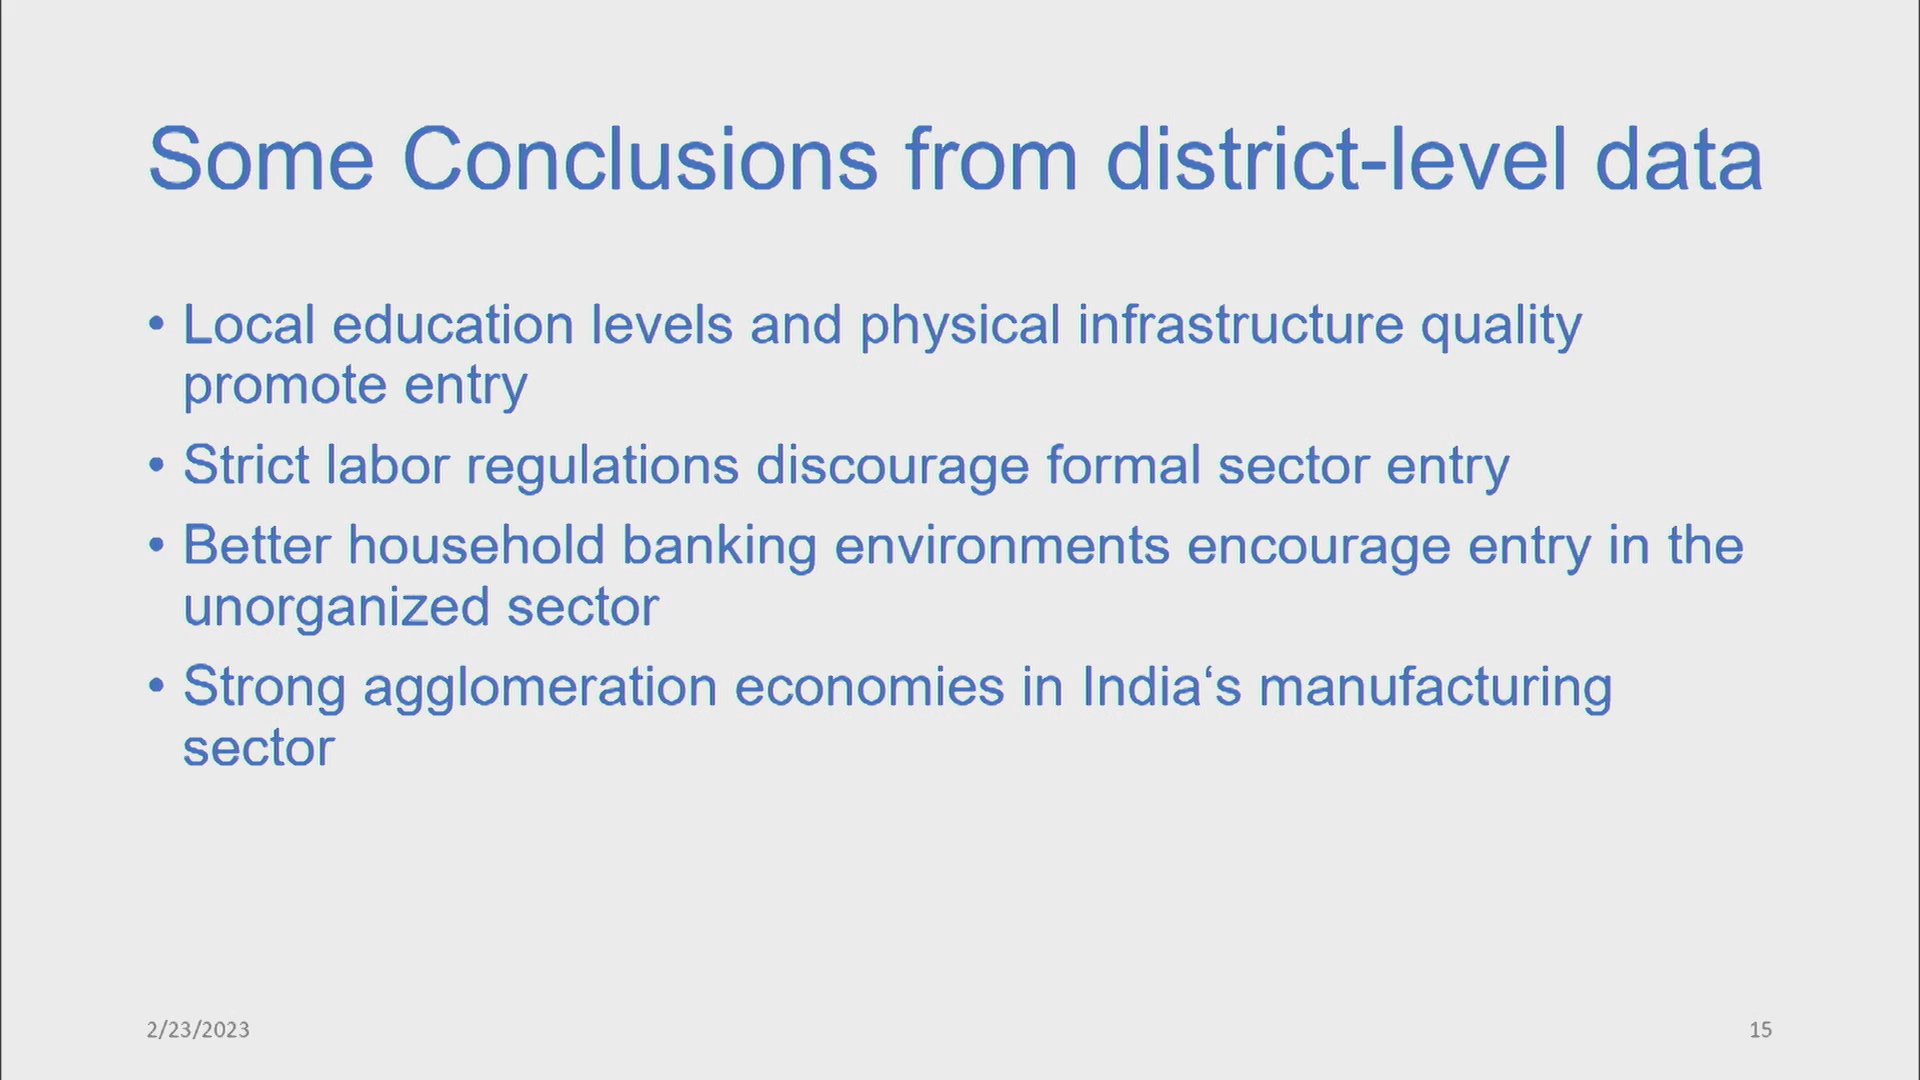 Some Conclusions from district-level data
• Local education levels and physical infrastructure quality
promote entry
• Strict labor regulations discourage formal sector entry
• Better household banking environments encourage entry in the
unorganized sector
• Strong agglomeration economies in India‘s manufacturing
sector
2/23/2023
15